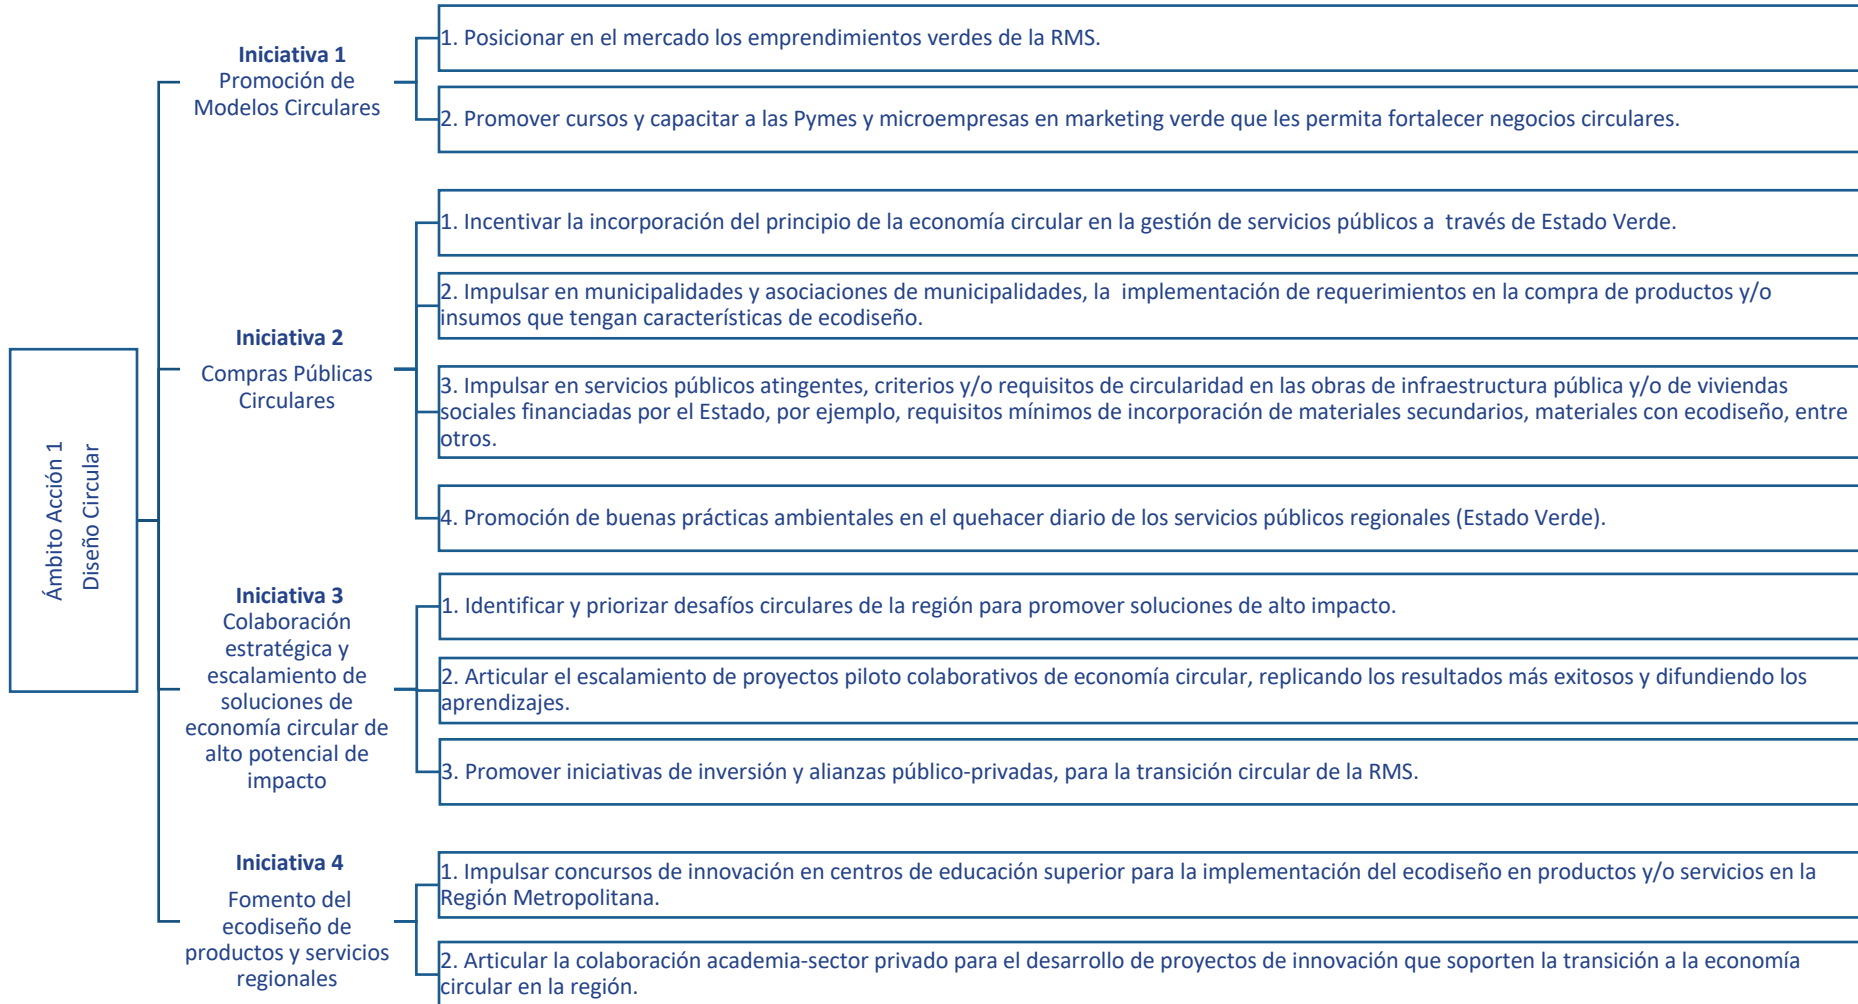 Ámbito Acción 1
Diseño Circular
Iniciativa 1
Promoción de
Modelos Circulares
1. Posicionar en el mercado los emprendimientos verdes de la RMS.
2. Promover cursos y capacitar a las Pymes y microempresas en marketing verde que les permita fortalecer negocios circulares.
Iniciativa 2
Compras Públicas
Circulares
1. Incentivar la incorporación del principio de la economía circular en la gestión de servicios públicos a  través de Estado Verde.
2. Impulsar en municipalidades y asociaciones de municipalidades, la  implementación de requerimientos en la compra de productos y/o
insumos que tengan características de ecodiseño.
3. Impulsar en servicios públicos atingentes, criterios y/o requisitos de circularidad en las obras de infraestructura pública y/o de viviendas
sociales financiadas por el Estado, por ejemplo, requisitos mínimos de incorporación de materiales secundarios, materiales con ecodiseño, entre
otros.
4. Promoción de buenas prácticas ambientales en el quehacer diario de los servicios públicos regionales (Estado Verde).
Iniciativa 3
Colaboración
estratégica y
escalamiento de
soluciones de
economía circular de
alto potencial de
impacto
1. Identificar y priorizar desafíos circulares de la región para promover soluciones de alto impacto.
2. Articular el escalamiento de proyectos piloto colaborativos de economía circular, replicando los resultados más exitosos y difundiendo los
aprendizajes.
3. Promover iniciativas de inversión y alianzas público-privadas, para la transición circular de la RMS.
Iniciativa 4
Fomento del
ecodiseño de
productos y servicios
regionales
1. Impulsar concursos de innovación en centros de educación superior para la implementación del ecodiseño en productos y/o servicios en la
Región Metropolitana.
2. Articular la colaboración academia-sector privado para el desarrollo de proyectos de innovación que soporten la transición a la economía
circular en la región.